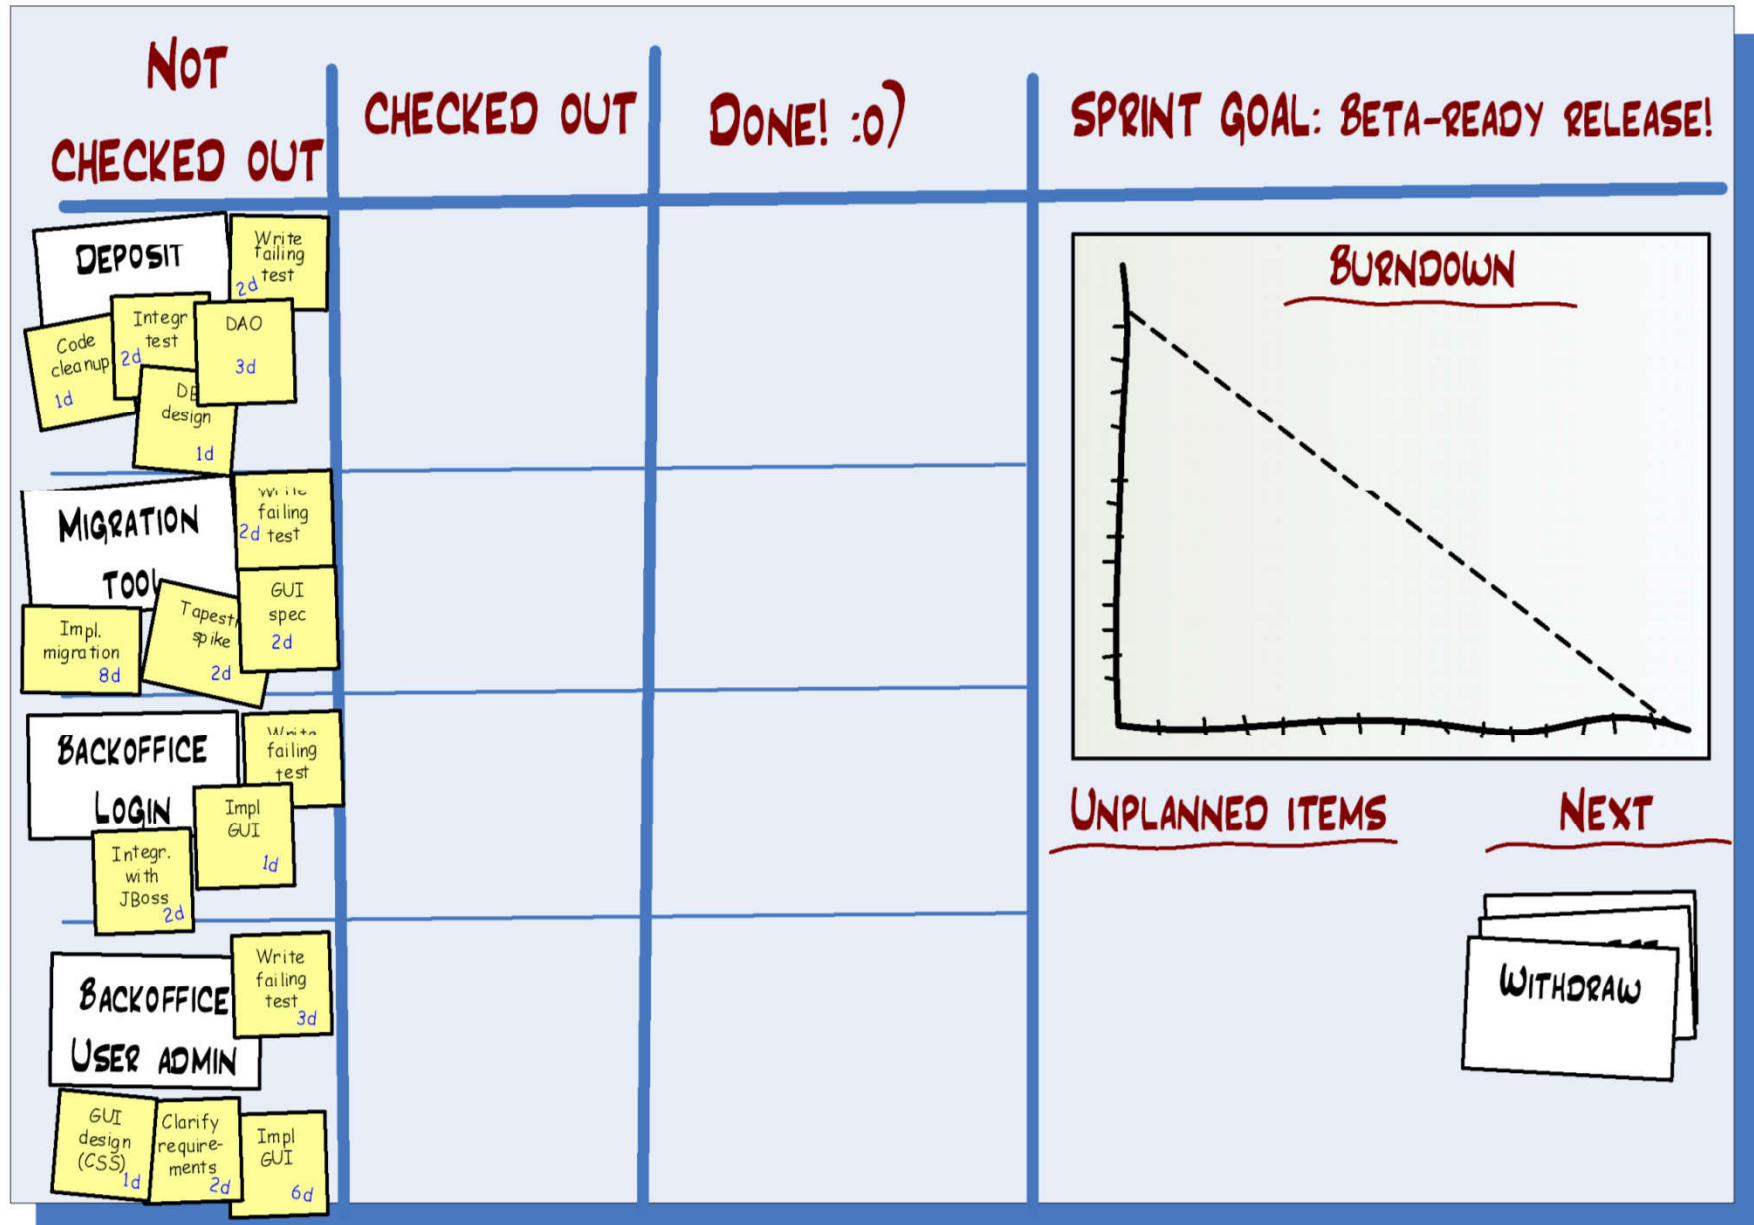 NOT
CHECKED OUT
CHECKED OUT
DONE! :o)
SPRINT GOAL: BETA-READY RELEASE!
DEPOSIT
Write
failing
test
2d
Code
cleanup
1d
Integr
test
2d
DAO
3d
design
1d
MIGRATION
TOOL
Write
failing
test
2d
GUI
spec
2d
Impl.
migration
8d
spike
2d
BACKOFFICE
LOGIN
Write
failing
test
Impl
GUI
1d
Integr.
with
JBoss
2d
BACKOFFICE
USER ADMIN
Write
failing
test
3d
GUI
design
(CSS)
1d
Clarify
require-
ments
2d
Impl
GUI
6d
BURNDOWN
UNPLANNED ITEMS
NEXT
WITHDRAW